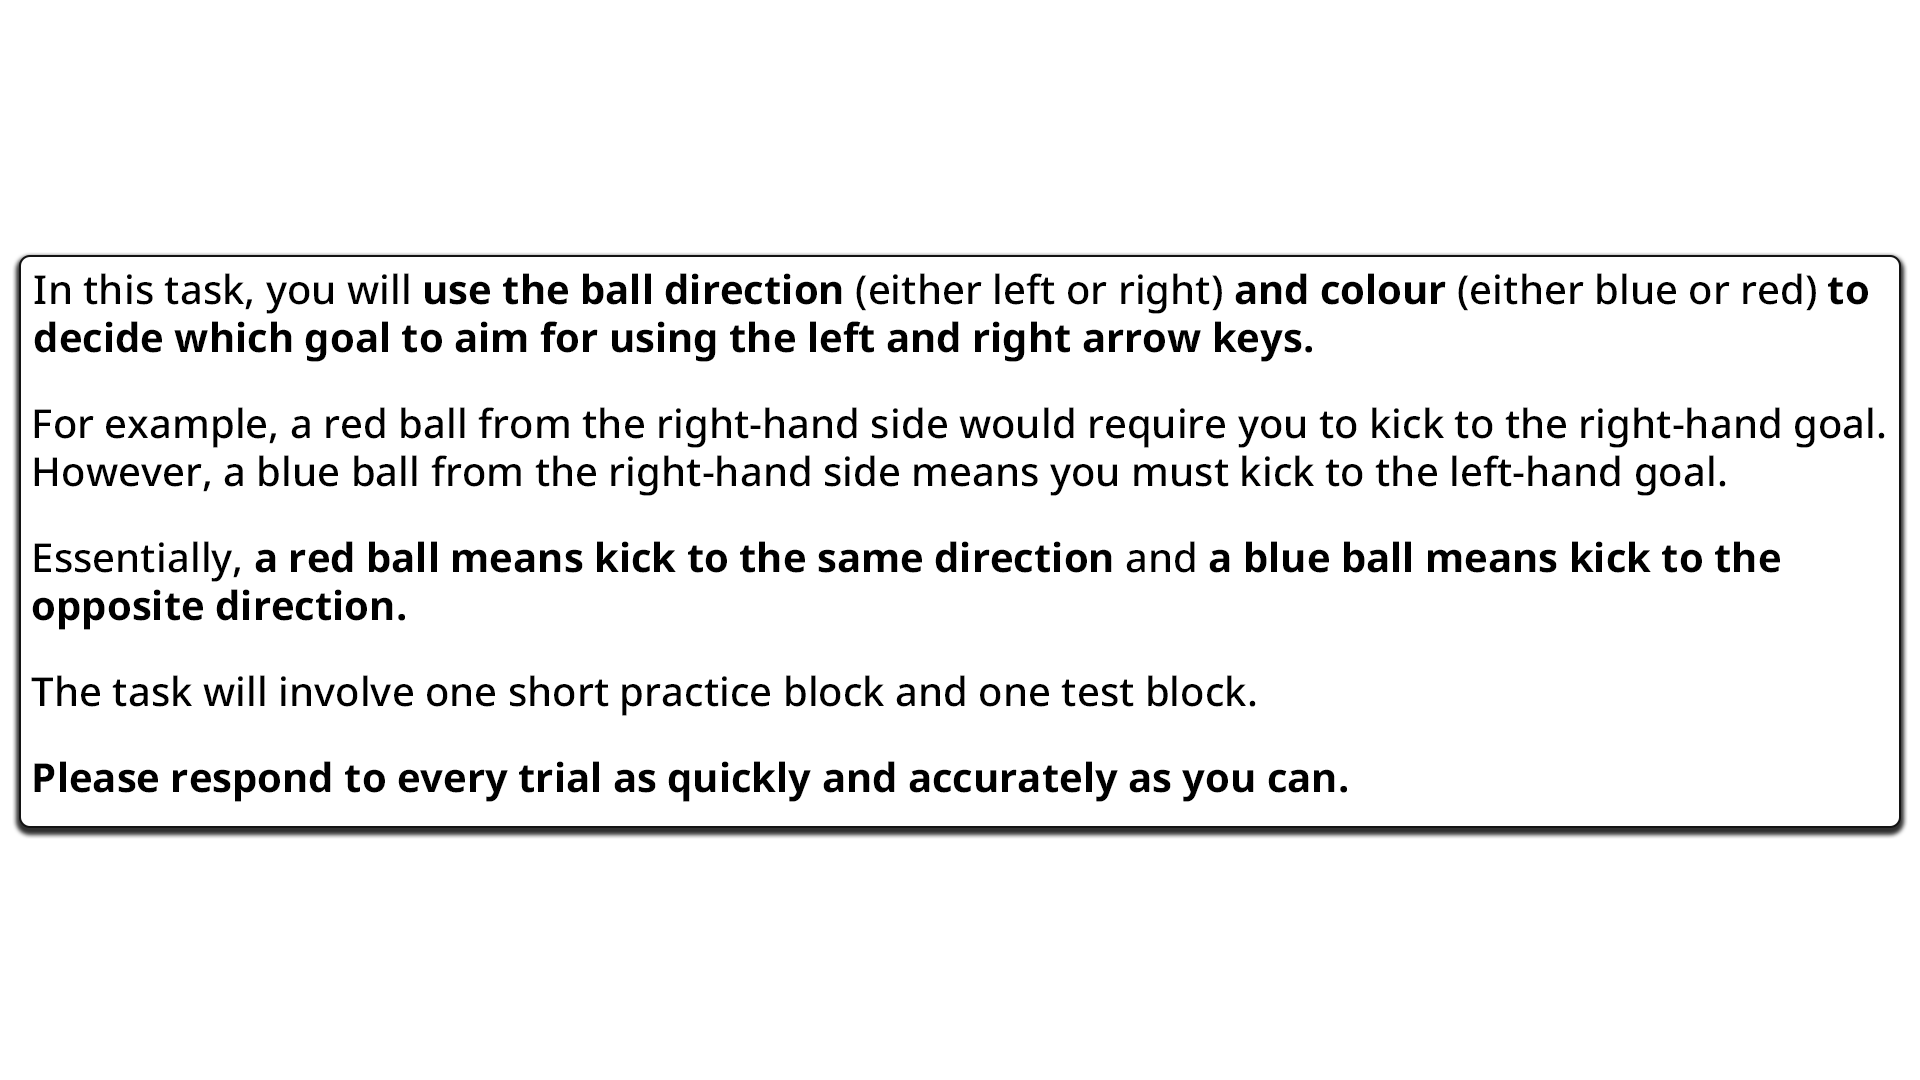 In this task, you will use the ball direction (either left or right) and colour (either blue or red) to
decide which goal to aim for using the left and right arrow keys.
For example, a red ball from the right-hand side would require you to kick to the right-hand goal.
However, a blue ball from the right-hand side means you must kick to the left-hand goal.
Essentially, a red ball means kick to the same direction and a blue ball means kick to the
opposite direction.
The task will involve one short practice block and one test block.
Please respond to every trial as quickly and accurately as you can.